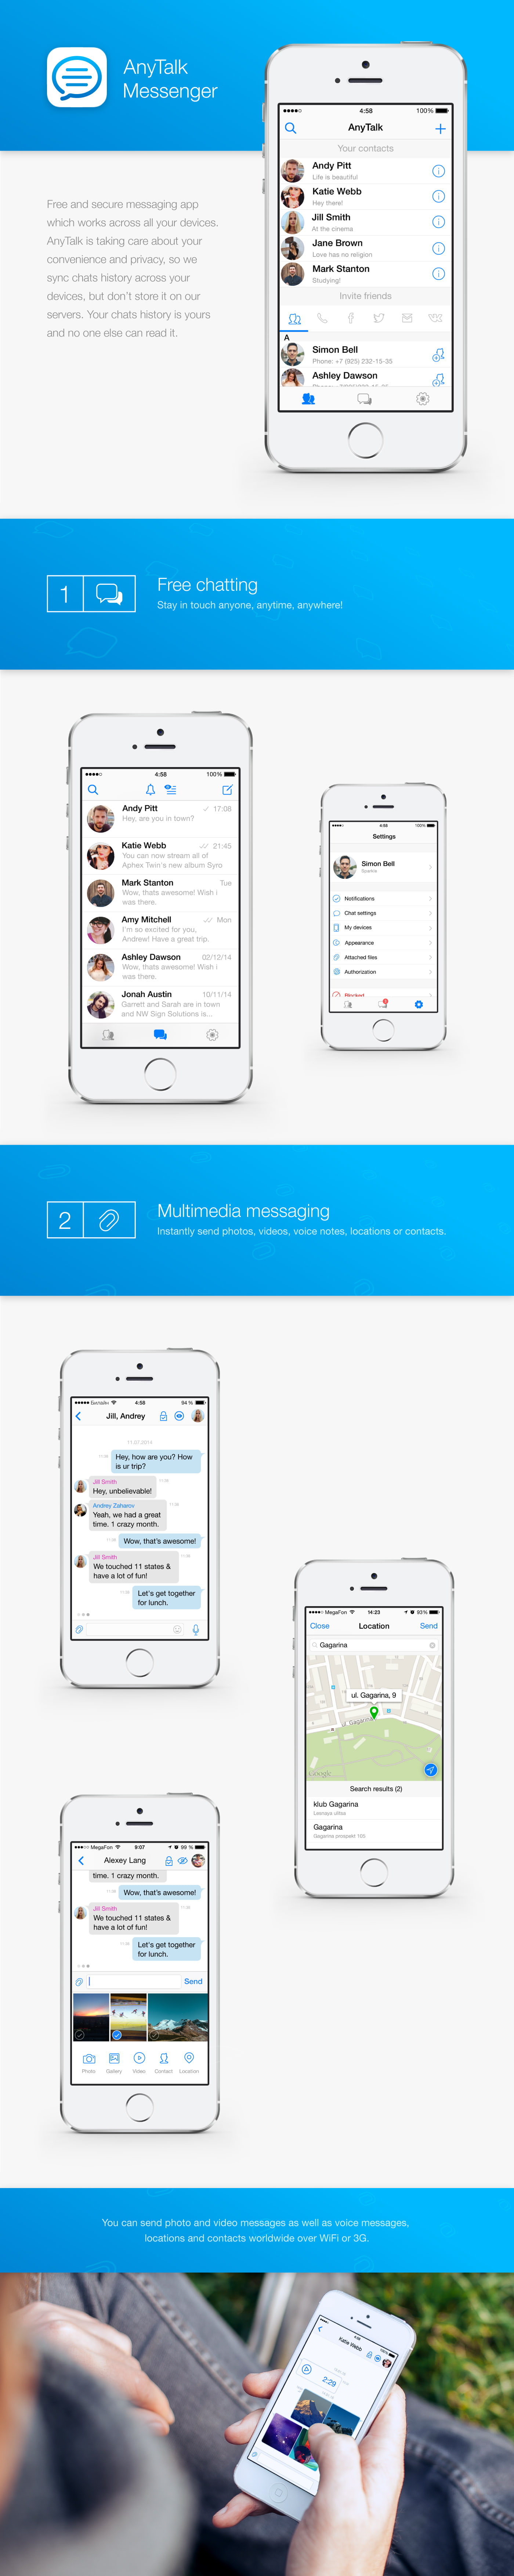 AnyTalk
Messenger
Free and secure messaging app
which works across all your devices.
AnyTalk is taking care about your
convenience and privacy, so we
sync chats history across your
devices, but don't store it on our
servers. Your chats history is yours
and no one else can read it.
4:58
100%
AnyTalk
Your contacts
Andy Pitt
Life is beautiful
Katie Webb
Hey there!
Jill Smith
At the cinema
Jane Brown
Love has no religion
Mark Stanton
Studying!
Invite friends
A
Simon Bell
Phone: +7 (925) 232-15-35
Ashley Dawson
1
Free chatting
Stay in touch anyone, anytime, anywhere!
4:58
100%
Andy Pitt
17:08
Hey, are you in town?
Katie Webb
21:45
You can now stream all of
Aphex Twin's new album Syro
Mark Stanton
Tue
Wow, thats awesome! Wish i
was there.
Amy Mitchell
Mon
I'm so excited for you,
Andrew! Have a great trip.
Ashley Dawson
02/12/14
Wow, thats awesome! Wish i
was there.
Jonah Austin
10/11/14
Garrett and Sarah are in town
and NW Sign Solutions is...
4:58
100%
Settings
Simon Bell
Notifications
Chat settings
My devices
Appearance
Attached files
Authorization
Blocked
2
Multimedia messaging
Instantly send photos, videos, voice notes, locations or contacts.
Билайн
4:58
94 %
Jill, Andrey
11.07.2014
Hey, how are you? How
is ur trip?
Jill Smith
Hey, unbelievable!
Andrey Zaharov
Yeah, we had a great
time. 1 crazy month.
Wow, that's awesome!
Jill Smith
We touched 11 states &
have a lot of fun!
Let's get together
for lunch.
MegaFon
14:23
93%
Close
Location
Send
Gagarina
ul. Gagarina, 9
ul. Gagarina
Google
Search results (2)
klub Gagarina
Lesnaya ulitsa
Gagarina
Gagarina prospekt 105
MegaFon
9:07
99 %
Alexey Lang
time. 1 crazy month.
Wow, that's awesome!
Jill Smith
We touched 11 states &
have a lot of fun!
Let's get together
for lunch.
Send
Photo
Gallery
Video
Contact
Location
You can send photo and video messages as well as voice messages,
locations and contacts worldwide over WiFi or 3G.
4:58
100%
Katie Webb
2:29